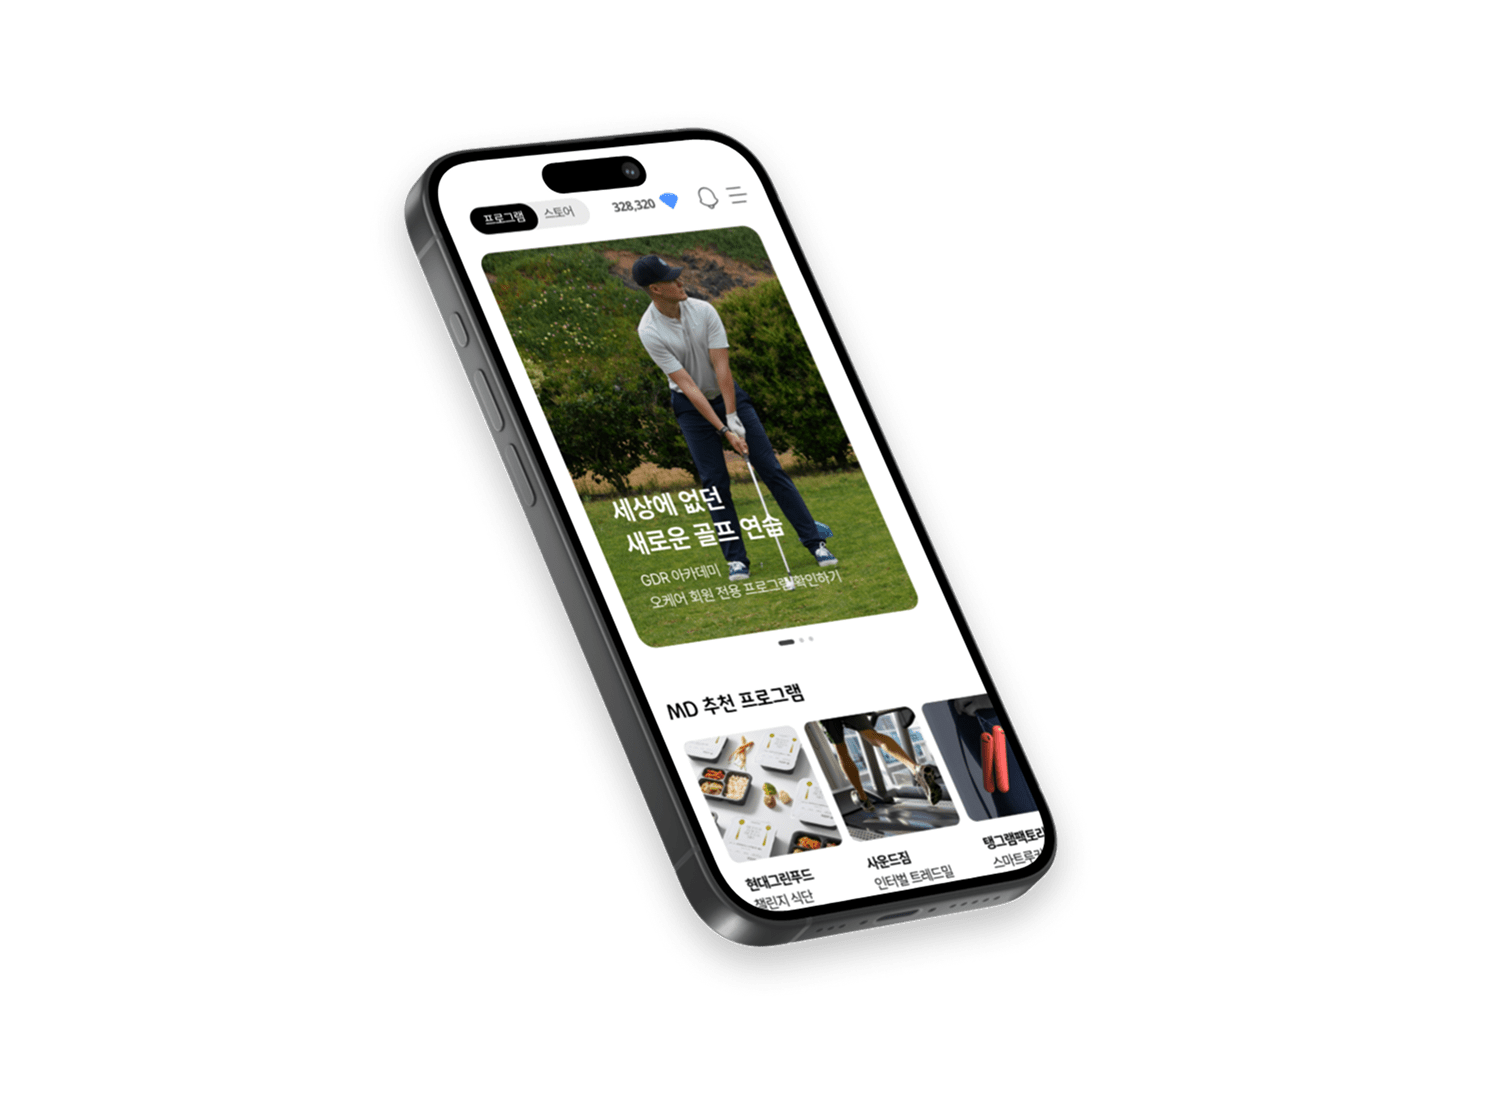 프로그램 스토어 328,320
세상에 없던
새로운 골프 연습
GDR 아카데미
오케어 회원 전용 프로그램 확인하기
MD 추천 프로그램
현대그린푸드
챌린지 식단
사운드짐
인터벌 트레드밀
탱그램팩토리
스마트루